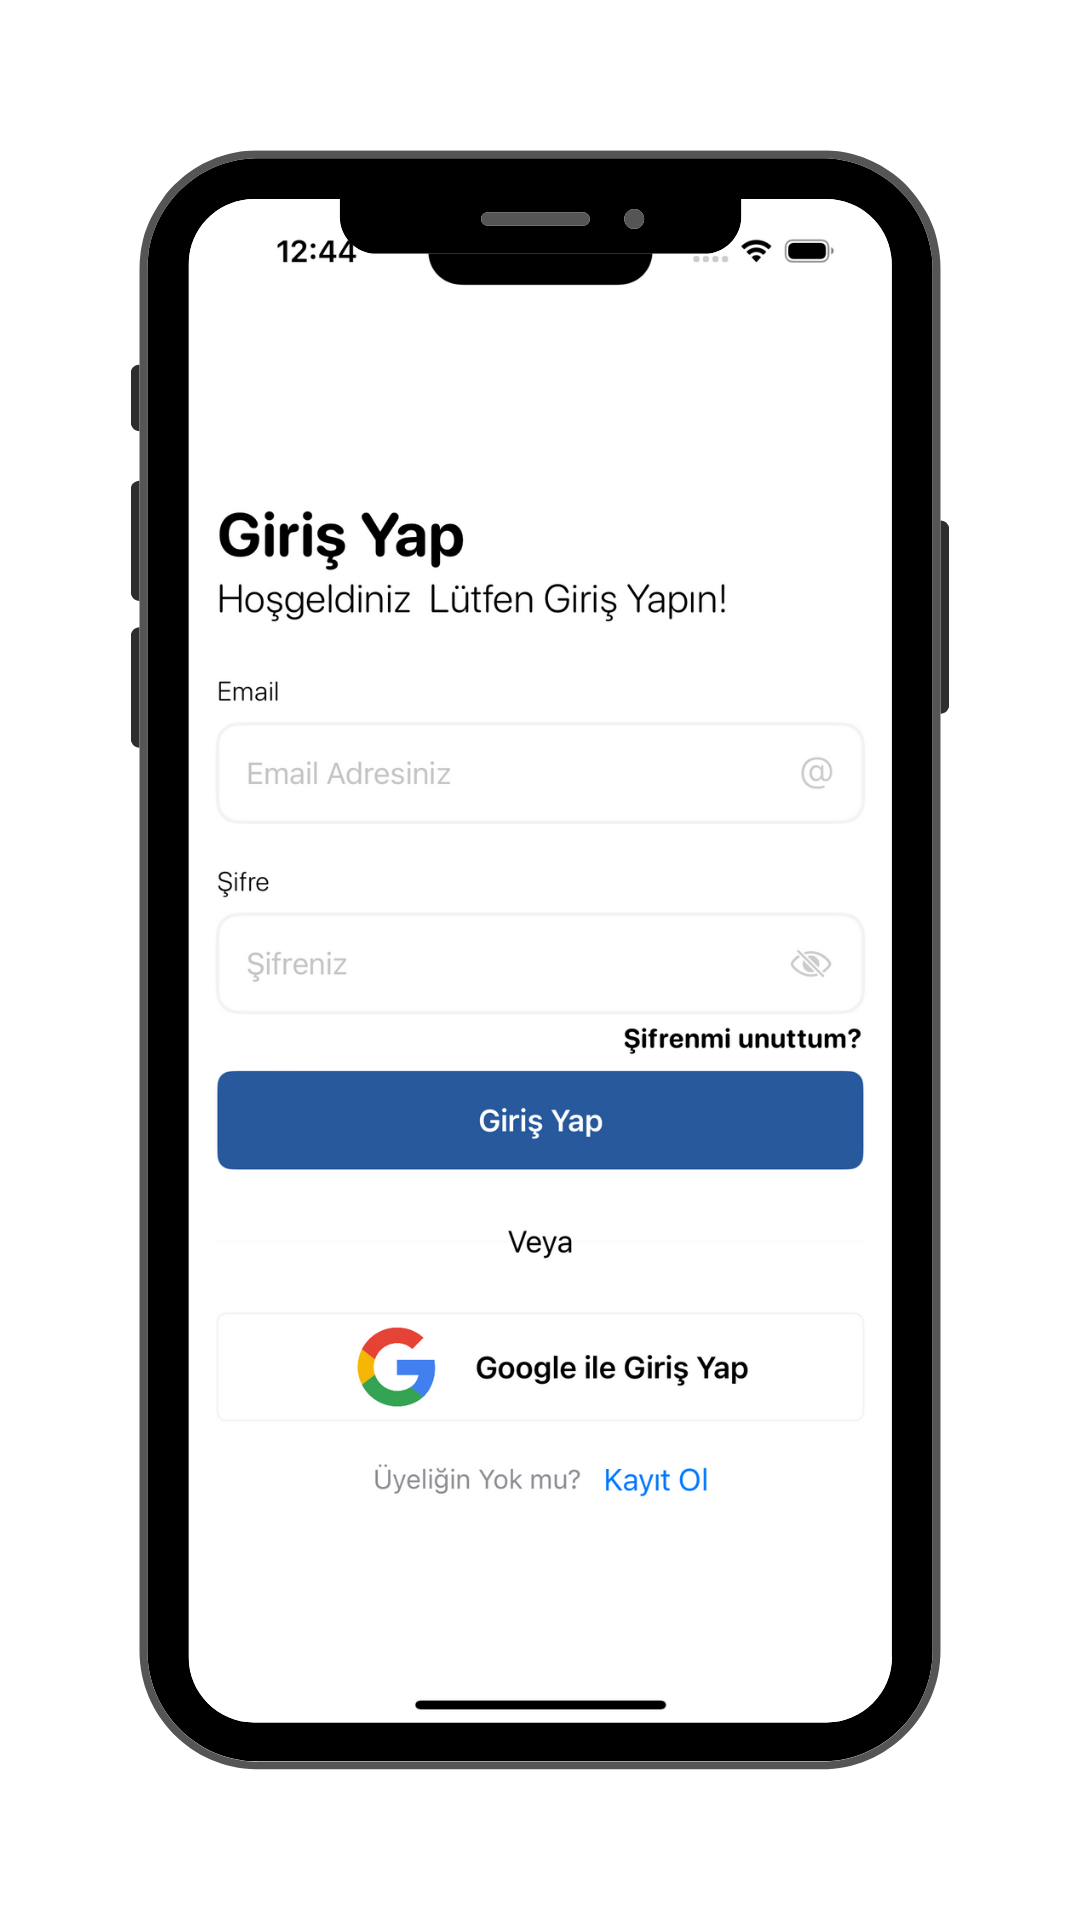 12:44
Giriş Yap
Hoşgeldiniz  Lütfen Giriş Yapın!
Email
Email Adresiniz @
Şifre
Şifreniz
Şifrenmi unuttum?
Giriş Yap
Veya
Google ile Giriş Yap
Üyeliğin Yok mu? Kayıt Ol